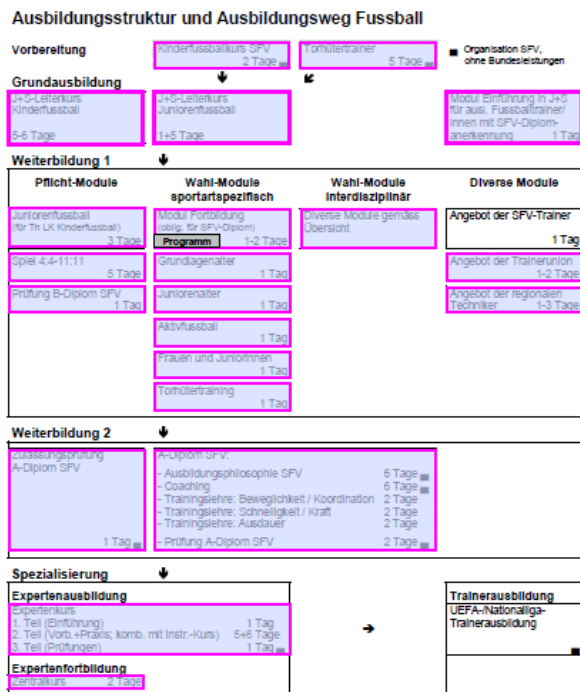 Ausbildungsstruktur und Ausbildungsweg Fussball
Vorbereitung
Kinderfussballkurs SFV
2 Tage
Torhütertrainer
5 Tage
Organisation SFV,
ohne Bundesleistungen
Grundausbildung
J+S-Leiterkurs
Kinderfussball
5-6 Tage
J+S-Leiterkurs
Juniorenfussball
1+5 Tage
Modul Einführung in J+S
für ausl. Fussballtrainer/
innen mit SFV-Diplom-
anerkennung 1 Tag
Weiterbildung 1
Pflicht-Module
Wahl-Module
sportartspezifisch
Wahl-Module
interdisziplinär
Diverse Module
Juniorenfussball
(für Tn LK Kinderfussball)
3 Tage
Modul Fortbildung
(oblig. für SFV-Diplom)
Programm 1-2 Tage
Diverse Module gemäss
Übersicht
Angebot der SFV-Trainer
1 Tag
Spiel 4:4-11:11
5 Tage
Grundlagenalter
1 Tag
Angebot der Trainerunion
1-2 Tage
Prüfung B-Diplom SFV
1 Tag
Juniorenalter
1 Tag
Angebot der regionalen
Techniker 1-3 Tage
Aktivfussball
1 Tag
Frauen und Juniorinnen
1 Tag
Torhütertraining
1 Tag
Weiterbildung 2
Zulassungsprüfung
A-Diplom SFV
1 Tag
A-Diplom SFV:
- Ausbildungsphilosophie SFV 6 Tage
- Coaching 6 Tage
- Trainingslehre: Beweglichkeit / Koordination 2 Tage
- Trainingslehre: Schnelligkeit / Kraft 2 Tage
- Trainingslehre: Ausdauer 2 Tage
- Prüfung A-Diplom SFV 2 Tage
Spezialisierung
Expertenausbildung
Expertenkurs
1. Teil (Einführung) 1 Tag
2. Teil (Vorb.+Praxis; komb. mit Instr.-Kurs) 5+6 Tage
3. Teil (Prüfungen) 1 Tag
Trainerausbildung
UEFA-/Nationalliga-
Trainerausbildung
Expertenfortbildung
Zentralkurs 2 Tage